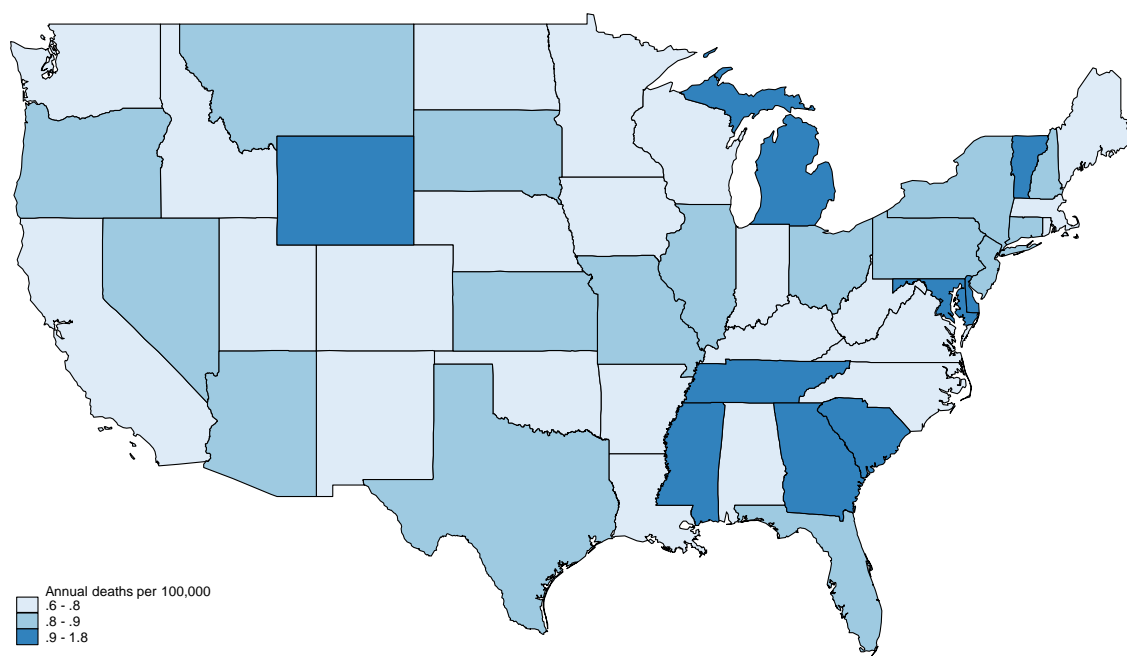 Annual deaths per 100,000
.6 - .8
.8 - .9
.9 - 1.8